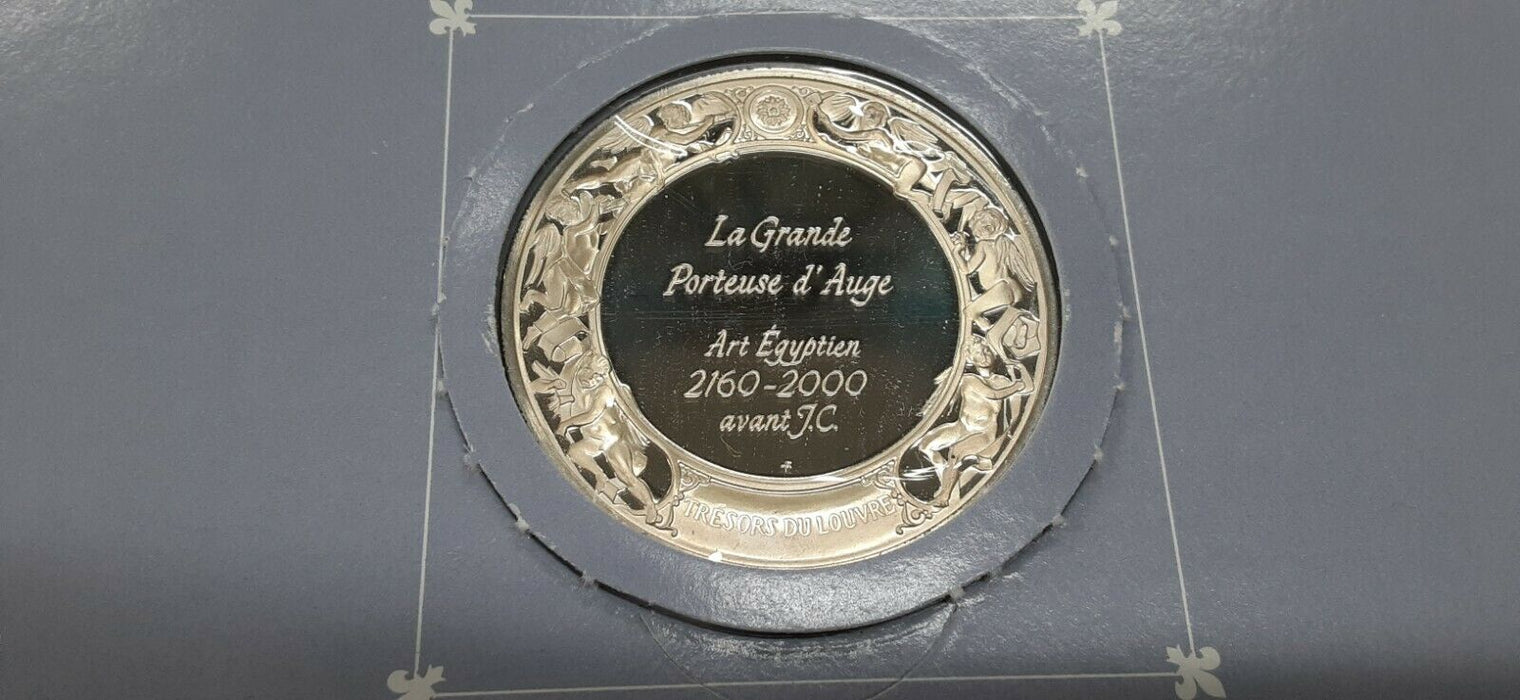 La Grande
Porteuse d'Auge
Art Égyptien
2160-2000
avant J.C.
TRÉSORS DU LOUVRE